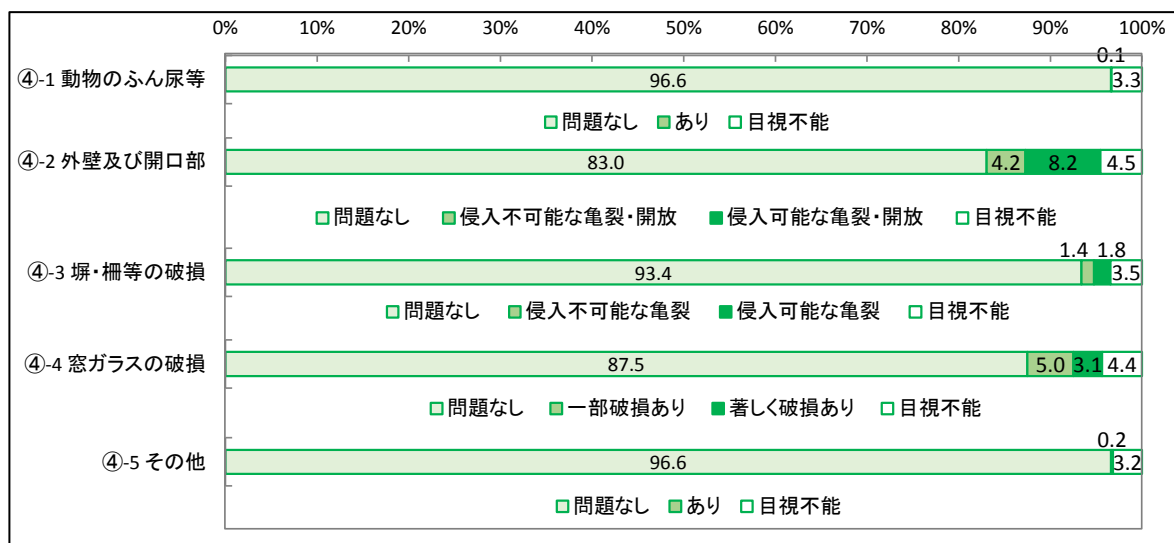 0% 10% 20% 30% 40% 50% 60% 70% 80% 90% 100%
0.1
④-1 動物のふん尿等 96.6 3.3
問題なし あり 目視不能
④-2 外壁及び開口部 83.0 4.2 8.2 4.5
問題なし 侵入不可能な亀裂・開放 侵入可能な亀裂・開放 目視不能
1.4 1.8
④-3 塀・柵等の破損 93.4 3.5
問題なし 侵入不可能な亀裂 侵入可能な亀裂 目視不能
④-4 窓ガラスの破損 87.5 5.0 3.1 4.4
問題なし 一部破損あり 著しく破損あり 目視不能
0.2
④-5 その他 96.6 3.2
問題なし あり 目視不能